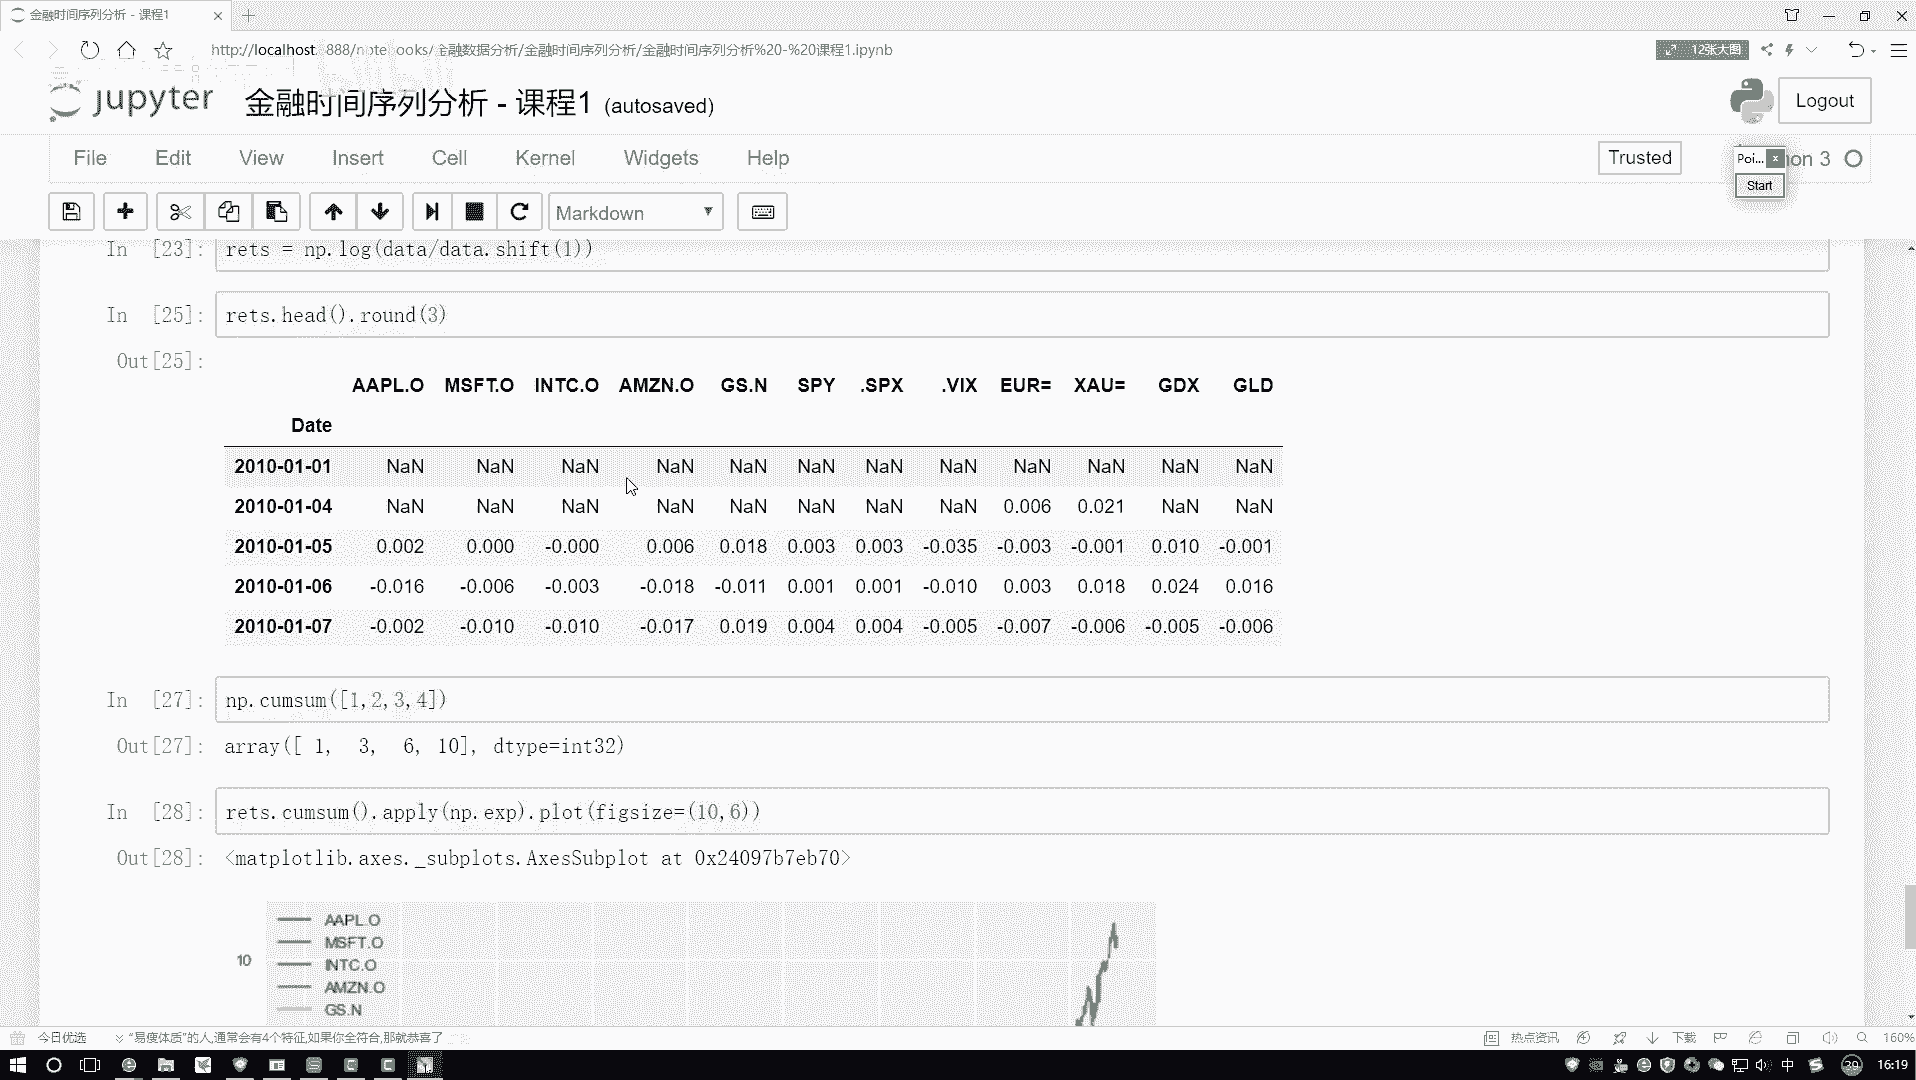 金融时间序列分析 - 课程1
http://localhost:8888/notebooks/金融数据分析/金融时间序列分析/金融时间序列分析%20-%20课程1.ipynb
12张大图
jupyter 金融时间序列分析 - 课程1 (autosaved)
Logout
File Edit View Insert Cell Kernel Widgets Help
Trusted
Poi... x
on 3
Start
Markdown
In [23]: rets = np.log(data/data.shift(1))
In [25]: rets.head().round(3)
Out[25]:
AAPL.O MSFT.O INTC.O AMZN.O GS.N SPY .SPX .VIX EUR= XAU= GDX GLD
Date
2010-01-01 NaN NaN NaN NaN NaN NaN NaN NaN NaN NaN NaN NaN
2010-01-04 NaN NaN NaN NaN NaN NaN NaN NaN 0.006 0.021 NaN NaN
2010-01-05 0.002 0.000 -0.000 0.006 0.018 0.003 0.003 -0.035 -0.003 -0.001 0.010 -0.001
2010-01-06 -0.016 -0.006 -0.003 -0.018 -0.011 0.001 0.001 -0.010 0.003 0.018 0.024 0.016
2010-01-07 -0.002 -0.010 -0.010 -0.017 0.019 0.004 0.004 -0.005 -0.007 -0.006 -0.005 -0.006
In [27]: np.cumsum([1,2,3,4])
Out[27]: array([ 1, 3, 6, 10], dtype=int32)
In [28]: rets.cumsum().apply(np.exp).plot(figsize=(10,6))
Out[28]: <matplotlib.axes._subplots.AxesSubplot at 0x24097b7eb70>
AAPL.O
MSFT.O
10
INTC.O
AMZN.O
GS.N
今日优选
“易瘦体质”的人,通常会有4个特征,如果你全符合,那就恭喜了
热点资讯
下载
160%
中
20
16:19